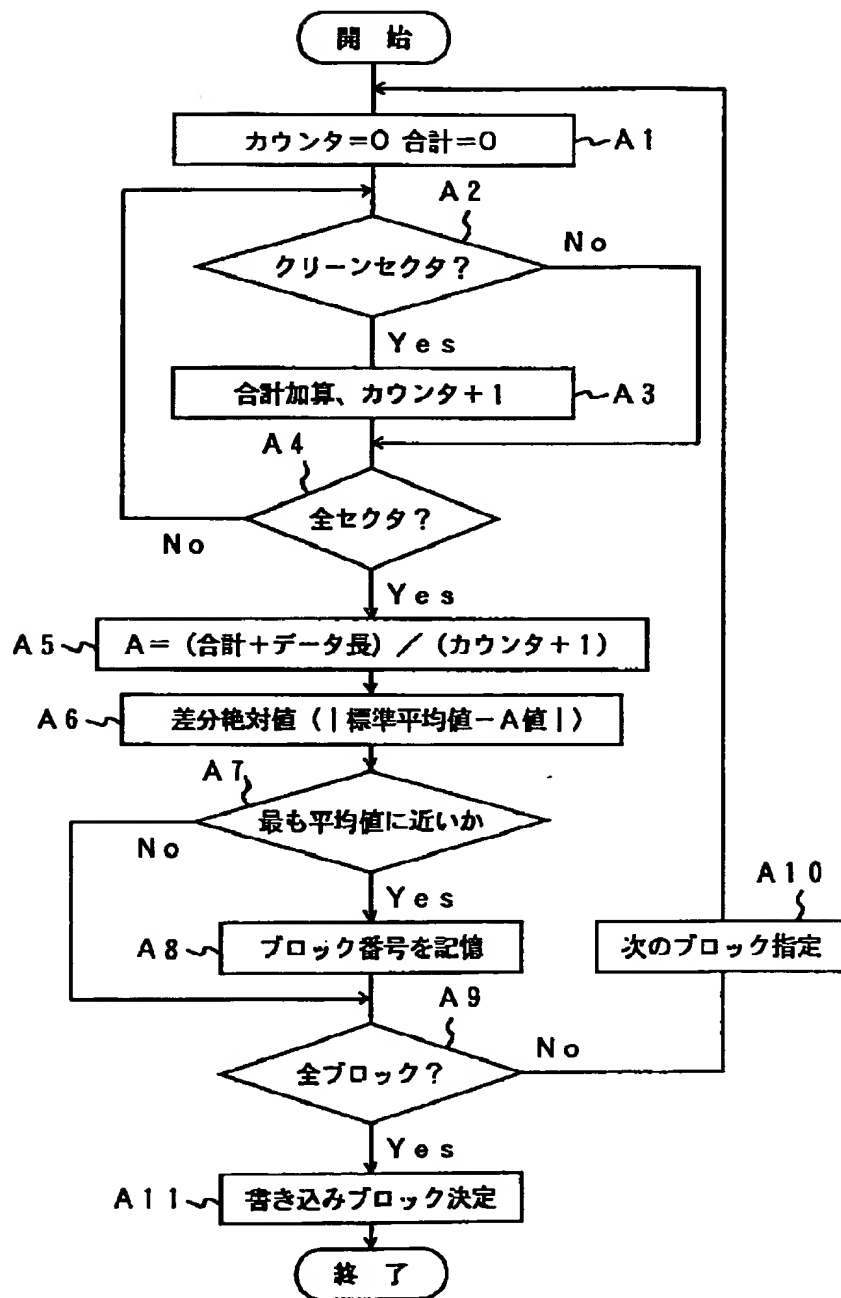 開 始
カウンタ=0 合計=0
A1
A2
クリーンセクタ?
No
Yes
合計加算、カウンタ+1
A3
A4
全セクタ?
No
Yes
A5
A=(合計+データ長)/(カウンタ+1)
A6
差分絶対値(|標準平均値-A値|)
A7
最も平均値に近いか
No
Yes
A8
ブロック番号を記憶
A10
次のブロック指定
A9
全ブロック?
No
Yes
A11
書き込みブロック決定
終 了